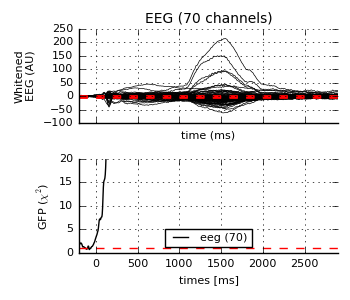 EEG (70 channels)
250
200
150
100
50
0
−50
−100
Whitened
EEG (AU)
time (ms)
20
15
10
5
0
GFP (χ²)
eeg (70)
0 500 1000 1500 2000 2500
times [ms]